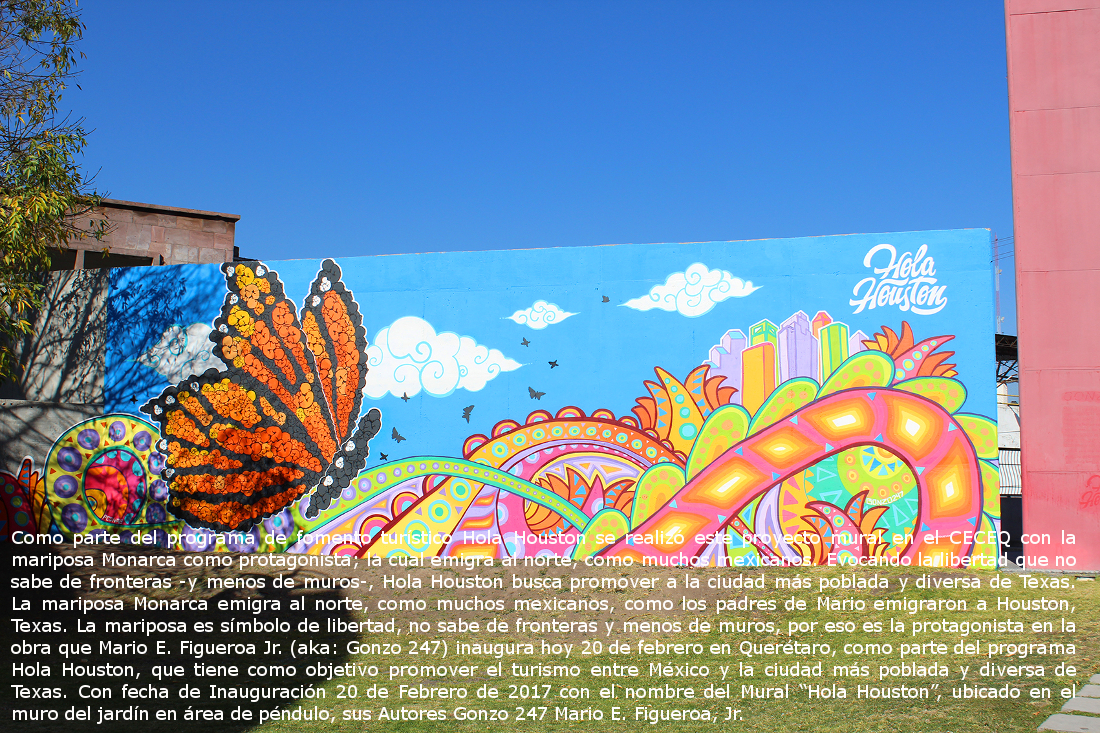 Hola
Houston
Como parte del programa de fomento turístico Hola Houston se realizó este proyecto mural en el CECEQ con la
mariposa Monarca como protagonista; la cual emigra al norte, como muchos mexicanos. Evocando la libertad que no
sabe de fronteras -y menos de muros-, Hola Houston busca promover a la ciudad más poblada y diversa de Texas.
La mariposa Monarca emigra al norte, como muchos mexicanos, como los padres de Mario emigraron a Houston,
Texas. La mariposa es símbolo de libertad, no sabe de fronteras y menos de muros, por eso es la protagonista en la
obra que Mario E. Figueroa Jr. (aka: Gonzo 247) inaugura hoy 20 de febrero en Querétaro, como parte del programa
Hola Houston, que tiene como objetivo promover el turismo entre México y la ciudad más poblada y diversa de
Texas. Con fecha de Inauguración 20 de Febrero de 2017 con el nombre del Mural “Hola Houston”, ubicado en el
muro del jardín en área de péndulo, sus Autores Gonzo 247 Mario E. Figueroa, Jr.